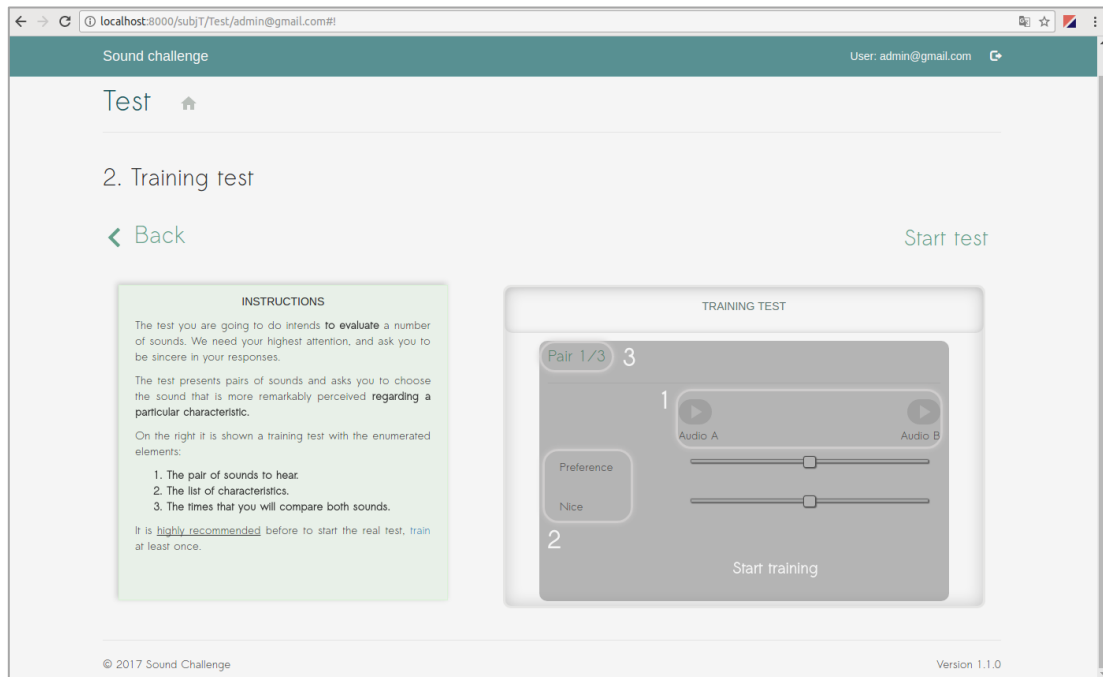 localhost:8000/subjT/Test/admin@gmail.com#!
Sound challenge
User: admin@gmail.com
Test
2. Training test
Back
Start test
INSTRUCTIONS
The test you are going to do intends to evaluate a number
of sounds. We need your highest attention, and ask you to
be sincere in your responses.
The test presents pairs of sounds and asks you to choose
the sound that is more remarkably perceived regarding a
particular characteristic.
On the right it is shown a training test with the enumerated
elements:
1. The pair of sounds to hear.
2. The list of characteristics.
3. The times that you will compare both sounds.
It is highly recommended before to start the real test, train
at least once.
TRAINING TEST
Pair 1/3 3
1
Audio A Audio B
Preference
Nice
2
Start training
© 2017 Sound Challenge
Version 1.1.0